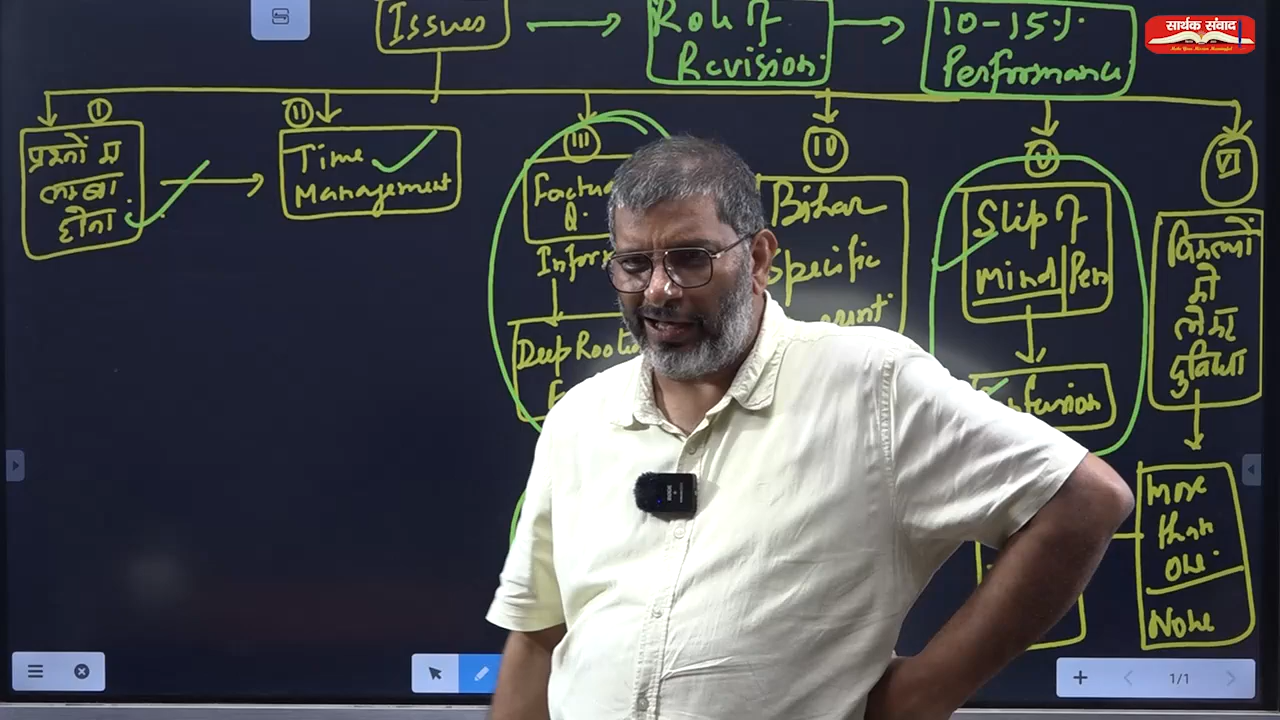 Issues
Role of
Revision
10-15%
Performance
सार्थक संवाद
I
प्रश्नों का
लम्बा
होना
II
Time
Management
III
Q.
IV
Bihar
Specific
V
Slip of
Mind/Pen
VI
विकल्पों
को
लेकर
दुविधा
More
than
one
None
1/1